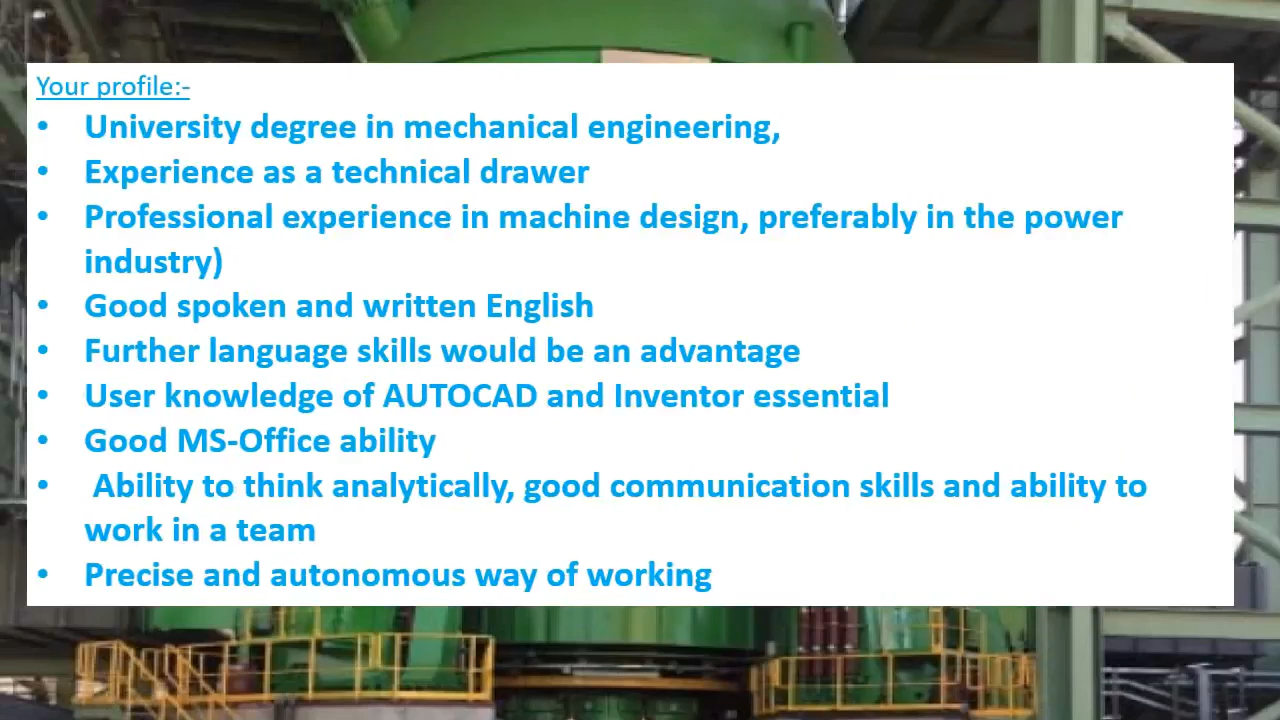 Your profile:-
• University degree in mechanical engineering,
• Experience as a technical drawer
• Professional experience in machine design, preferably in the power
industry)
• Good spoken and written English
• Further language skills would be an advantage
• User knowledge of AUTOCAD and Inventor essential
• Good MS-Office ability
• Ability to think analytically, good communication skills and ability to
work in a team
• Precise and autonomous way of working